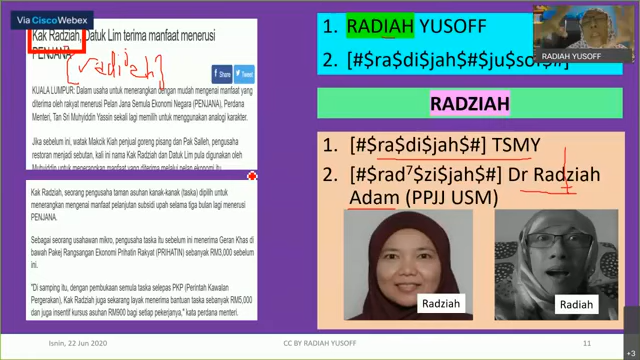 Via CiscoWebex
Kak Radziah, Datuk Lim terima manfaat menerusi
PENJANA
[radijah]
Share
Tweet
KUALA LUMPUR: Dalam usaha untuk menerangkan dengan mudah mengenai manfaat yang
diterima oleh rakyat menerusi Pelan Jana Semula Ekonomi Negara (PENJANA), Perdana
Menteri, Tan Sri Muhyiddin Yassin sekali lagi memilih untuk menggunakan analogi karakter.
Jika sebelum ini, watak Makcik Kiah penjual goreng pisang dan Pak Salleh, pengusaha
restoran menjadi sebutan, kali ini nama Kak Radziah dan Datuk Lim pula digunakan oleh
Kak Radziah, seorang pengusaha taman asuhan kanak-kanak (taska) dipilih untuk
menerangkan mengenai manfaat pelanjutan subsidi upah selama tiga bulan lagi menerusi
PENJANA.
Sebagai seorang usahawan mikro, pengusaha taska itu sebelum ini menerima Geran Khas di
bawah Pakej Rangsangan Ekonomi Prihatin Rakyat (PRIHATIN) sebanyak RM3,000 sebelum
ini.
"Di samping itu, dengan pembukaan semula taska selepas PKP (Perintah Kawalan
Pergerakan), Kak Radziah juga sekarang layak menerima bantuan taska sebanyak RM5,000
dan juga insentif kursus asuhan RM900 bagi setiap pekerjanya," kata perdana menteri.
1. RADIAH YUSOFF
2. [#$ra$di$jah$#$ju$sof$#]
RADIAH YUSOFF
RADZIAH
1. [#$ra$di$jah$#] TSMY
2. [#$rad⁷$zi$jah$#] Dr Radziah
Adam (PPJJ USM)
Radziah
Radiah
Isnin, 22 Jun 2020
CC BY RADIAH YUSOFF
11
+3